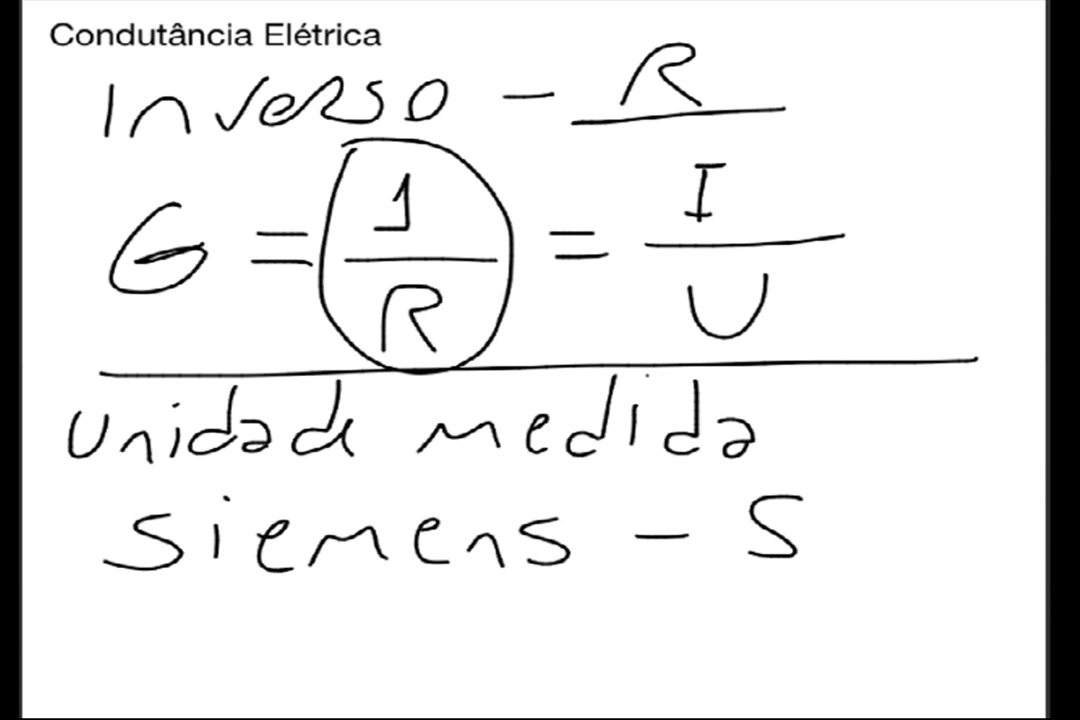 Condutância Elétrica
Inverso - R
G = 1/R = I/U
Unidade medida
Siemens - S